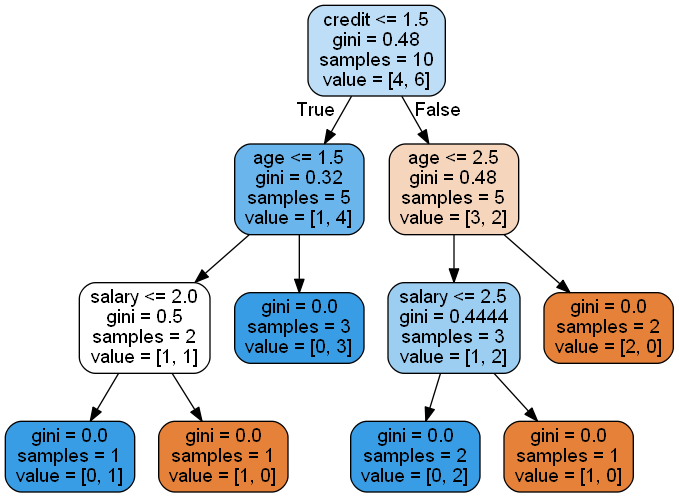 credit <= 1.5
gini = 0.48
samples = 10
value = [4, 6]
True
False
age <= 1.5
gini = 0.32
samples = 5
value = [1, 4]
age <= 2.5
gini = 0.48
samples = 5
value = [3, 2]
salary <= 2.0
gini = 0.5
samples = 2
value = [1, 1]
gini = 0.0
samples = 3
value = [0, 3]
salary <= 2.5
gini = 0.4444
samples = 3
value = [1, 2]
gini = 0.0
samples = 2
value = [2, 0]
gini = 0.0
samples = 1
value = [0, 1]
gini = 0.0
samples = 1
value = [1, 0]
gini = 0.0
samples = 2
value = [0, 2]
gini = 0.0
samples = 1
value = [1, 0]